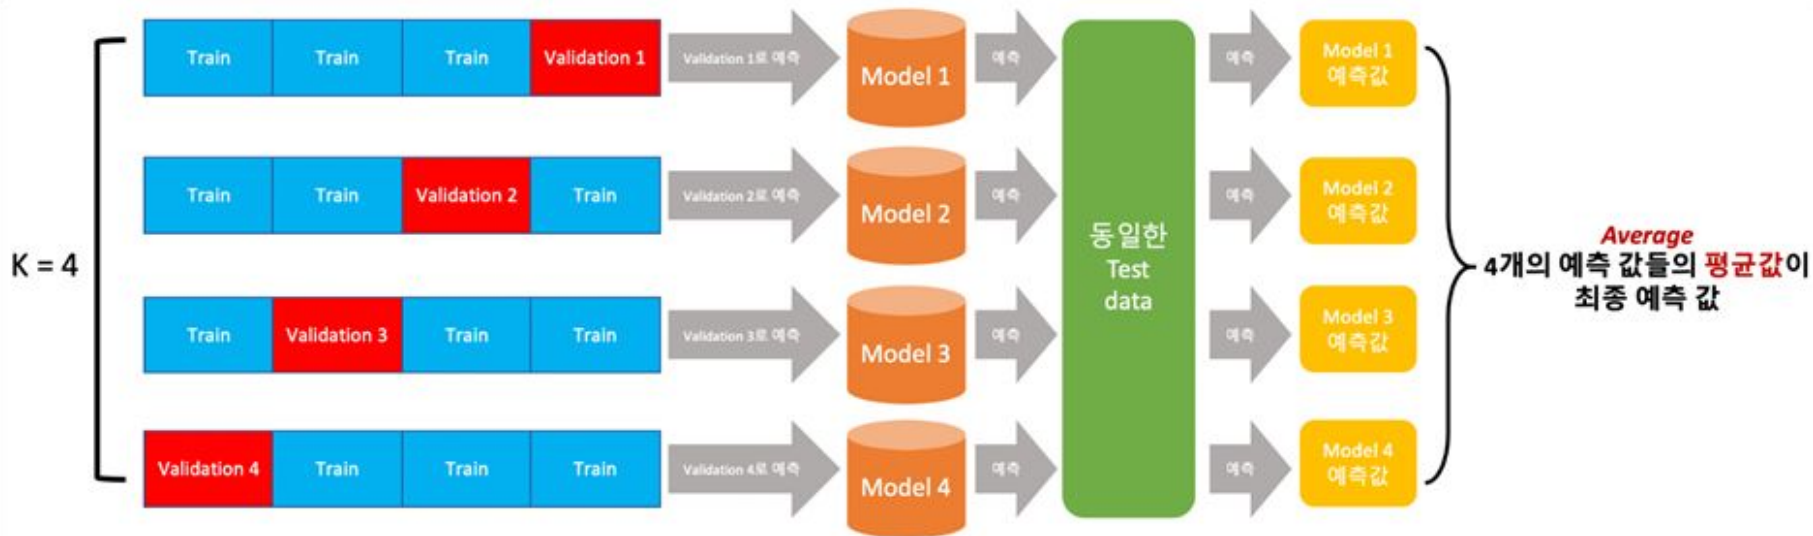 K = 4
Train Train Train Validation 1
Validation 1로 예측
Model 1
예측
예측
Model 1
예측값
Train Train Validation 2 Train
Validation 2로 예측
Model 2
예측
예측
Model 2
예측값
Train Validation 3 Train Train
Validation 3로 예측
Model 3
예측
예측
Model 3
예측값
Validation 4 Train Train Train
Validation 4로 예측
Model 4
예측
예측
Model 4
예측값
동일한
Test
data
Average
4개의 예측 값들의 평균값이
최종 예측 값